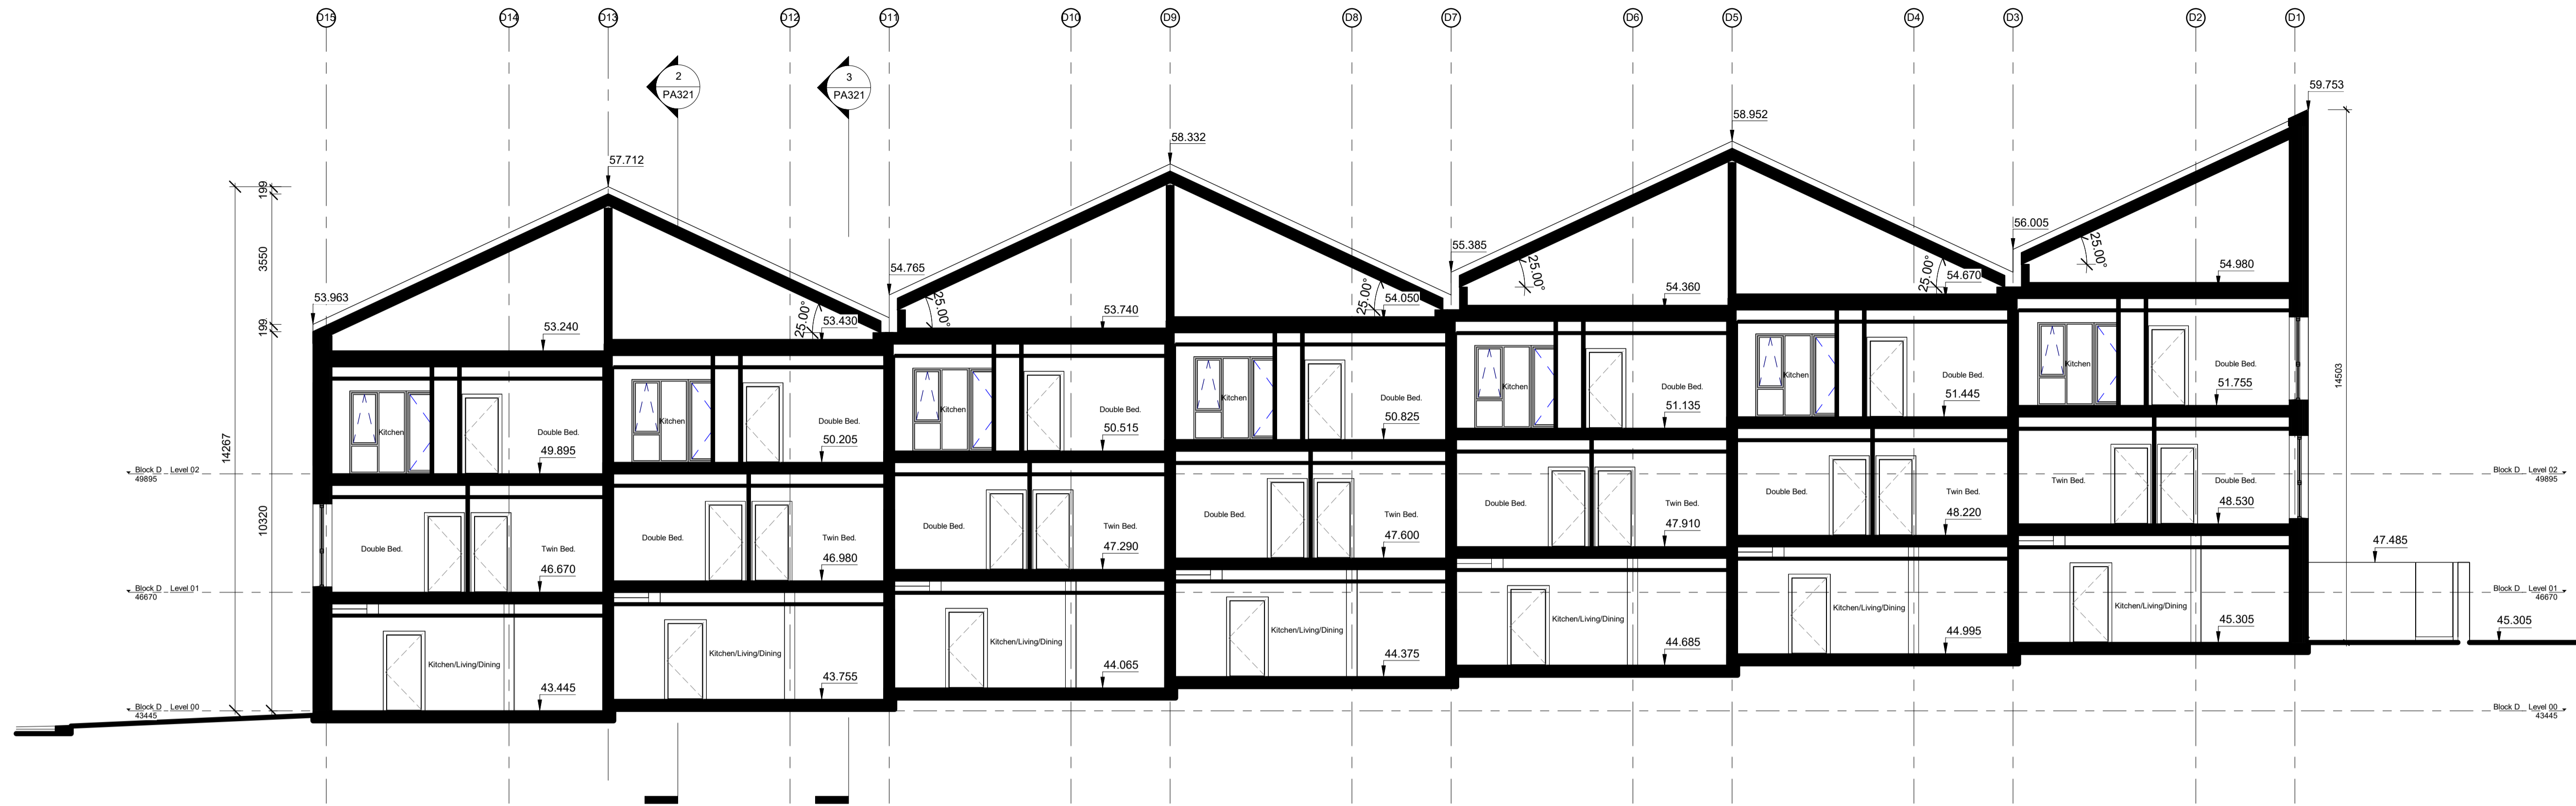 D15 D14 D13 D12 D11 D10 D9 D8 D7 D6 D5 D4 D3 D2 D1
2
PA321
3
PA321
59.753
58.952
58.332
57.712
56.005
55.385
54.765
53.963
199
3550
199
10320
14267
14503
25.00°
25.00°
25.00°
25.00°
25.00°
25.00°
53.240
53.430
53.740
54.050
54.360
54.670
54.980
Kitchen
Double Bed.
49.895
Kitchen
Double Bed.
50.205
Kitchen
Double Bed.
50.515
Kitchen
Double Bed.
50.825
Kitchen
Double Bed.
51.135
Kitchen
Double Bed.
51.445
Kitchen
Double Bed.
51.755
Block D Level 02
49895
Block D Level 02
49895
Double Bed.
Twin Bed.
46.670
Double Bed.
Twin Bed.
46.980
Double Bed.
Twin Bed.
47.290
Double Bed.
Twin Bed.
47.600
Double Bed.
Twin Bed.
47.910
Double Bed.
Twin Bed.
48.220
Twin Bed.
Double Bed.
48.530
47.485
Block D Level 01
46670
Block D Level 01
46670
Kitchen/Living/Dining
43.445
Kitchen/Living/Dining
43.755
Kitchen/Living/Dining
44.065
Kitchen/Living/Dining
44.375
Kitchen/Living/Dining
44.685
Kitchen/Living/Dining
44.995
Kitchen/Living/Dining
45.305
45.305
Block D Level 00
43445
Block D Level 00
43445